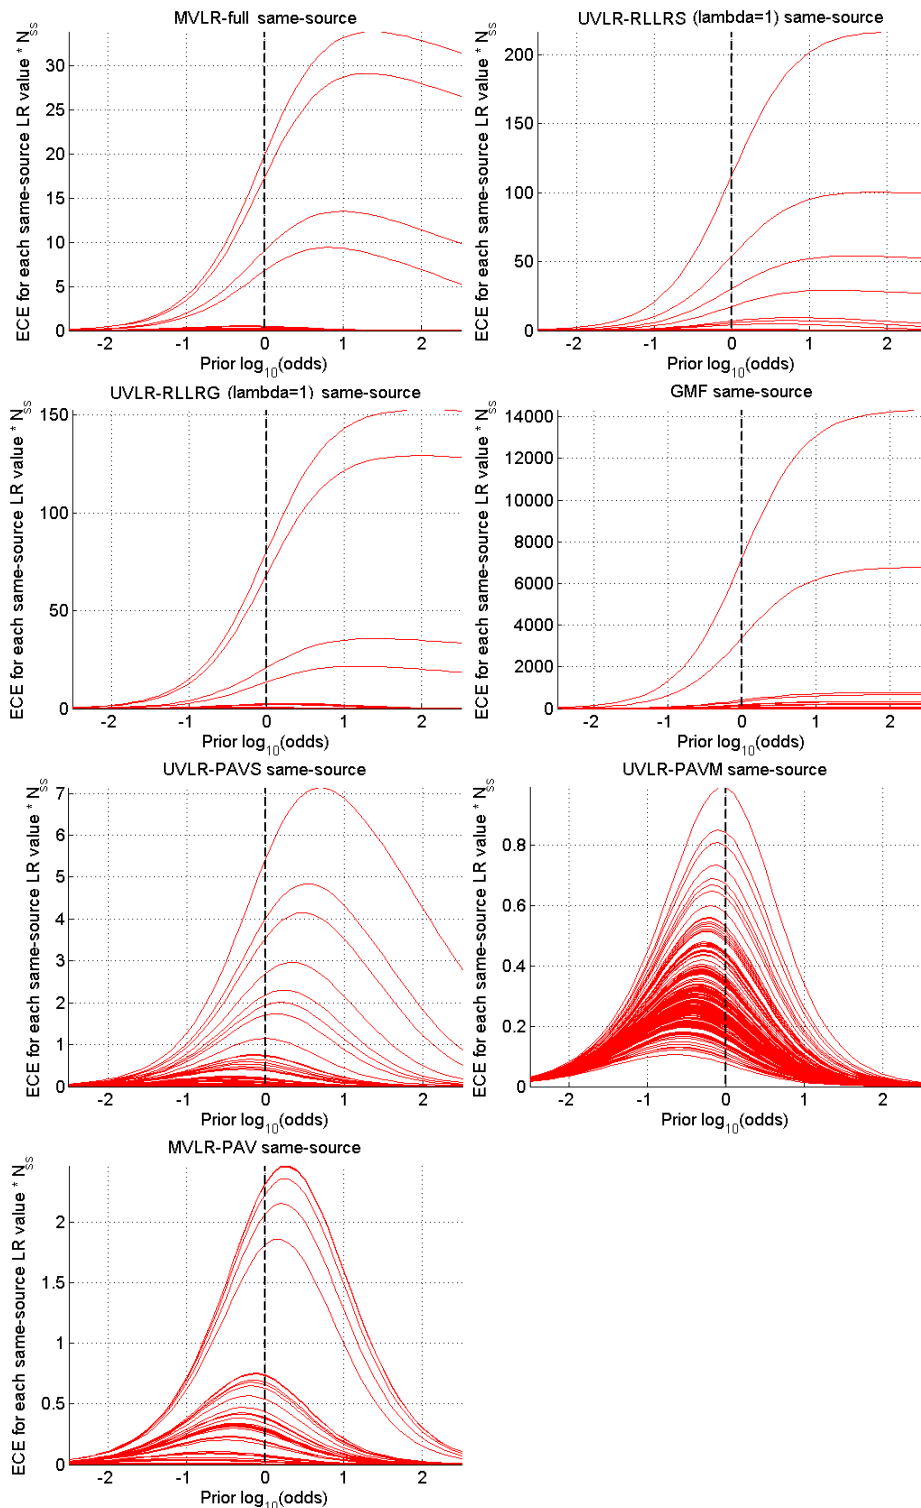 MVLR-full same-source
ECE for each same-source LR value * N_ss
30
25
20
15
10
5
0
-2 -1 0 1 2
Prior log10(odds)
UVLR-RLLRS (lambda=1) same-source
ECE for each same-source LR value * N_ss
200
150
100
50
0
-2 -1 0 1 2
Prior log10(odds)
UVLR-RLLRG (lambda=1) same-source
ECE for each same-source LR value * N_ss
150
100
50
0
-2 -1 0 1 2
Prior log10(odds)
GMF same-source
ECE for each same-source LR value * N_ss
14000
12000
10000
8000
6000
4000
2000
0
-2 -1 0 1 2
Prior log10(odds)
UVLR-PAVS same-source
ECE for each same-source LR value * N_ss
7
6
5
4
3
2
1
0
-2 -1 0 1 2
Prior log10(odds)
UVLR-PAVM same-source
ECE for each same-source LR value * N_ss
0.8
0.6
0.4
0.2
0
-2 -1 0 1 2
Prior log10(odds)
MVLR-PAV same-source
ECE for each same-source LR value * N_ss
2
1.5
1
0.5
0
-2 -1 0 1 2
Prior log10(odds)